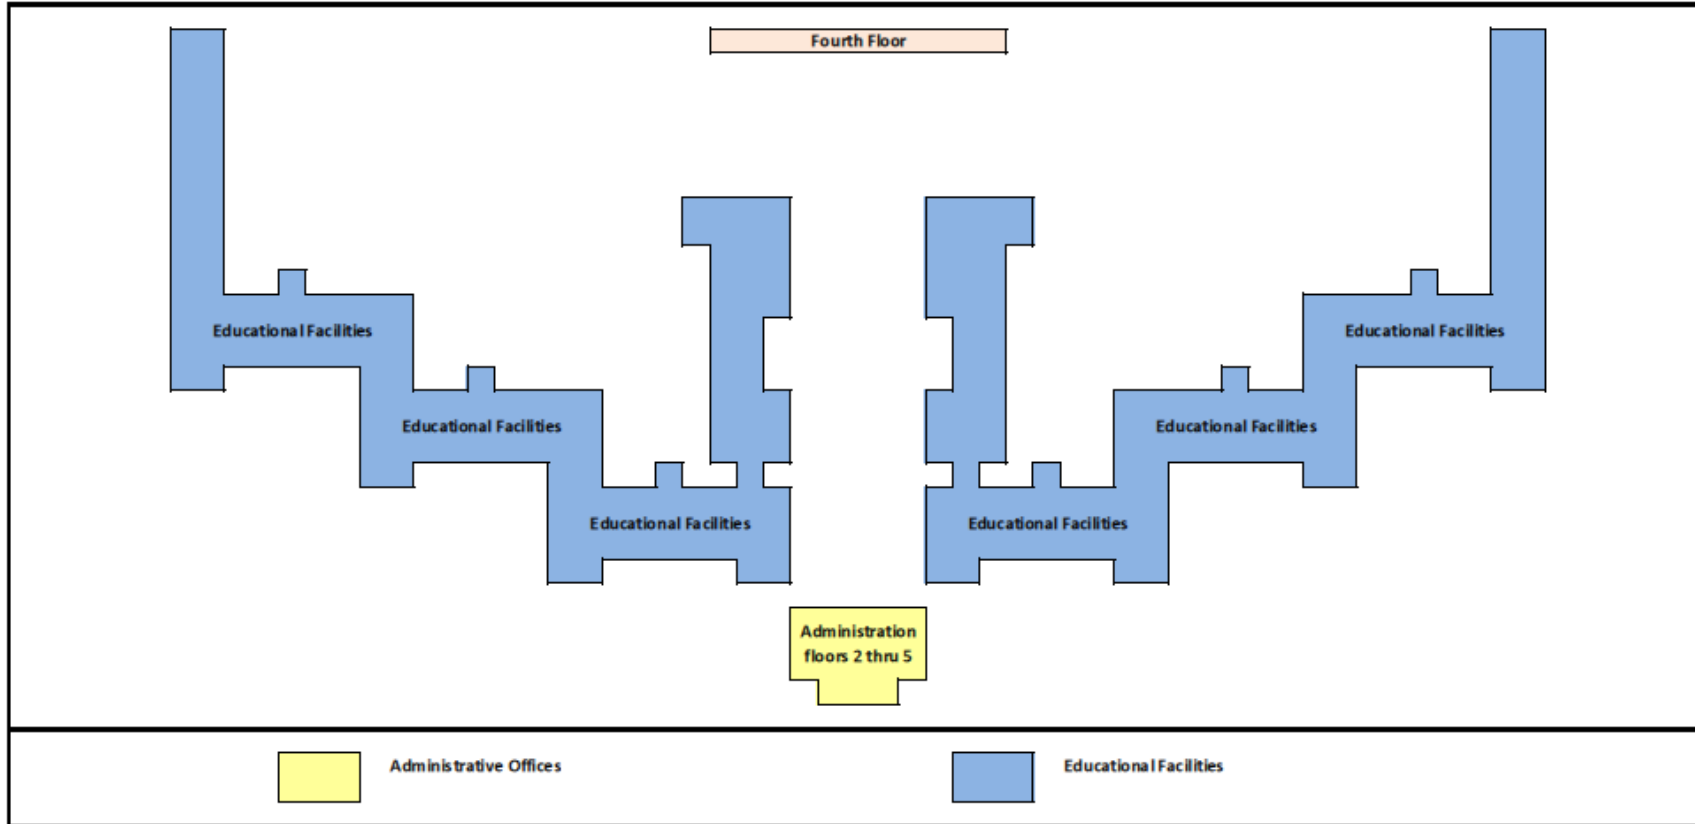 Fourth Floor
Educational Facilities
Educational Facilities
Educational Facilities
Educational Facilities
Educational Facilities
Educational Facilities
Administration
floors 2 thru 5
Administrative Offices
Educational Facilities